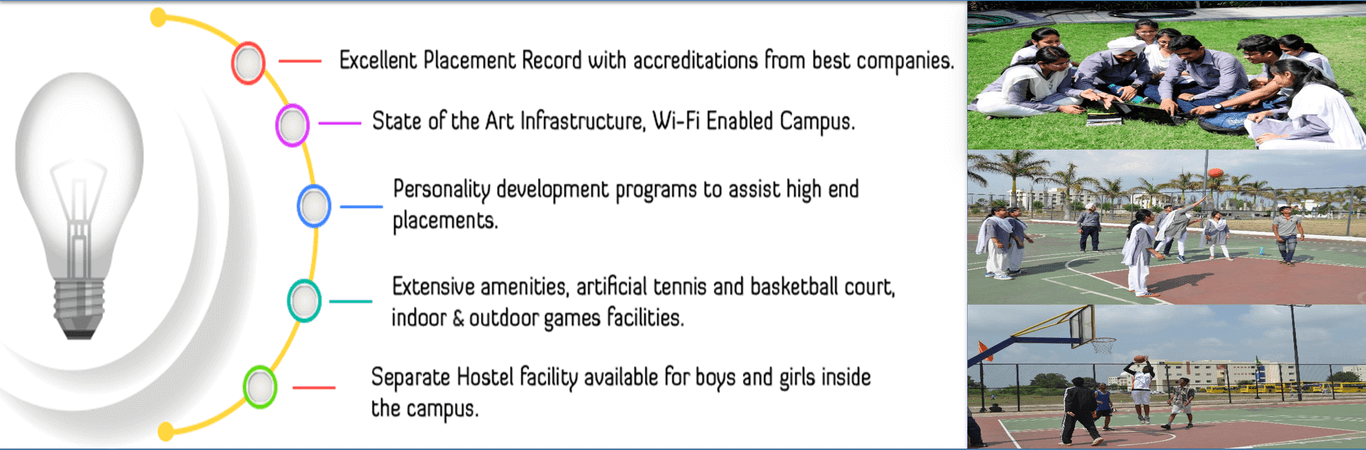 Excellent Placement Record with accreditations from best companies.
State of the Art Infrastructure, Wi-Fi Enabled Campus.
Personality development programs to assist high end
placements.
Extensive amenities, artificial tennis and basketball court,
indoor & outdoor games facilities.
Separate Hostel facility available for boys and girls inside
the campus.